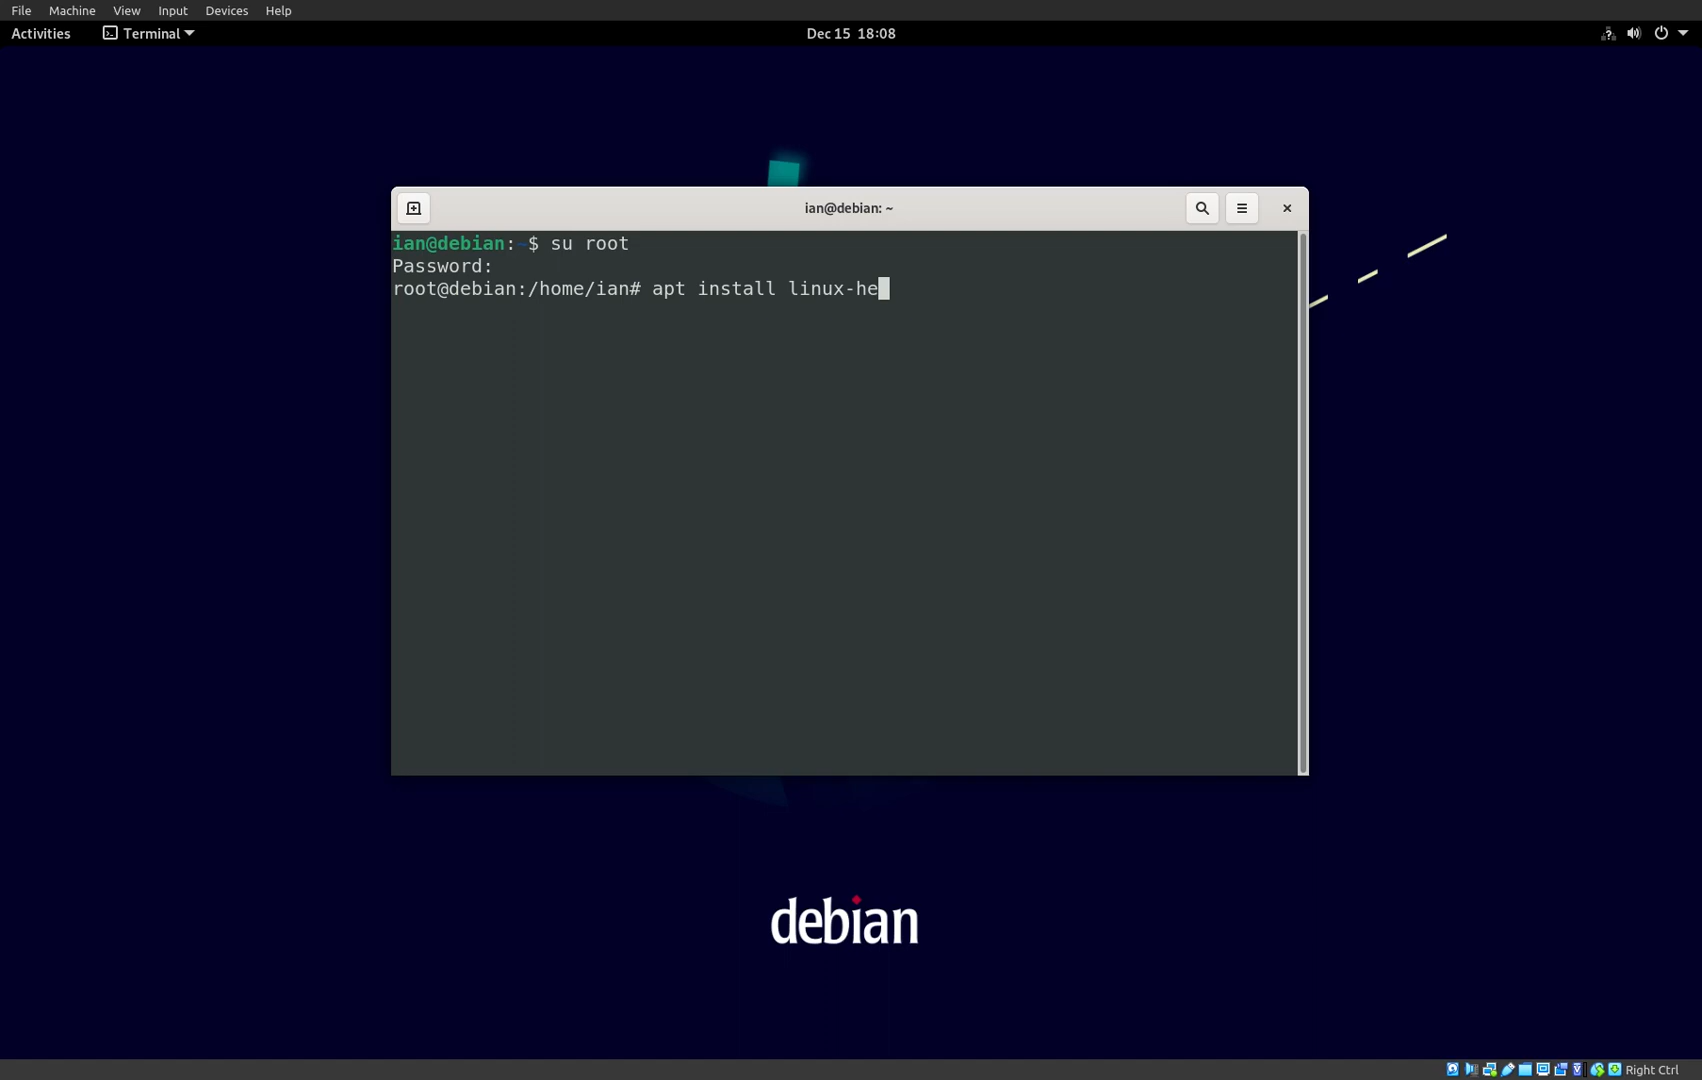 File Machine View Input Devices Help
Activities Terminal Dec 15 18:08
ian@debian: ~
ian@debian:~$ su root
Password:
root@debian:/home/ian# apt install linux-he
debian
Right Ctrl